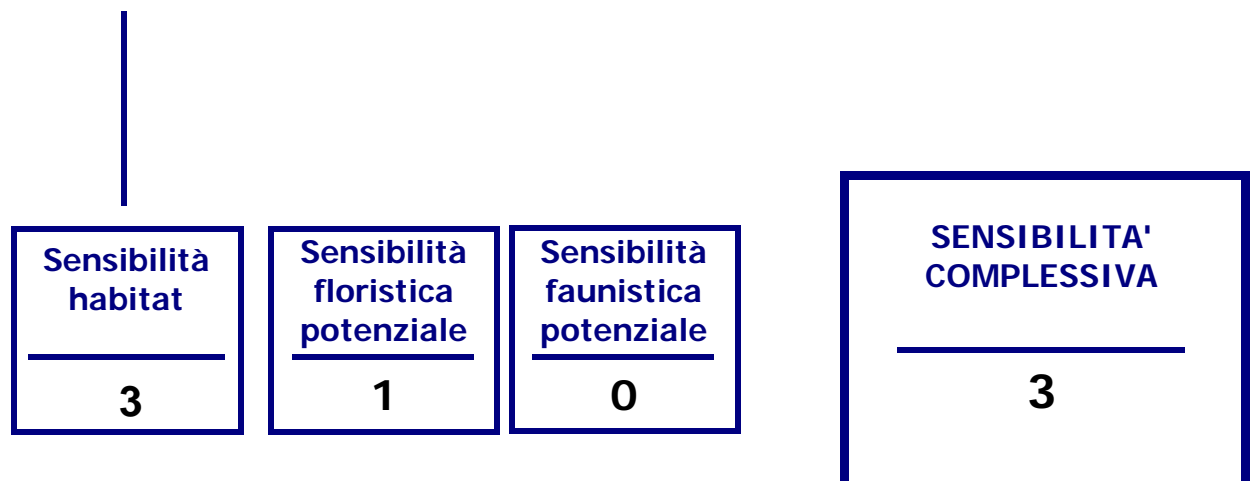 Sensibilità
habitat
3
Sensibilità
floristica
potenziale
1
Sensibilità
faunistica
potenziale
0
SENSIBILITA'
COMPLESSIVA
3